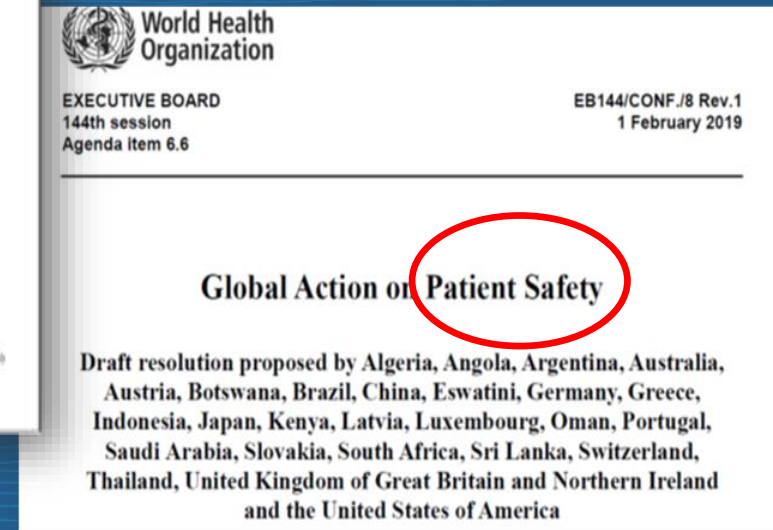 World Health
Organization
EXECUTIVE BOARD
EB144/CONF./8 Rev.1
144th session
1 February 2019
Agenda item 6.6
Global Action on Patient Safety
Draft resolution proposed by Algeria, Angola, Argentina, Australia,
Austria, Botswana, Brazil, China, Eswatini, Germany, Greece,
Indonesia, Japan, Kenya, Latvia, Luxembourg, Oman, Portugal,
Saudi Arabia, Slovakia, South Africa, Sri Lanka, Switzerland,
Thailand, United Kingdom of Great Britain and Northern Ireland
and the United States of America